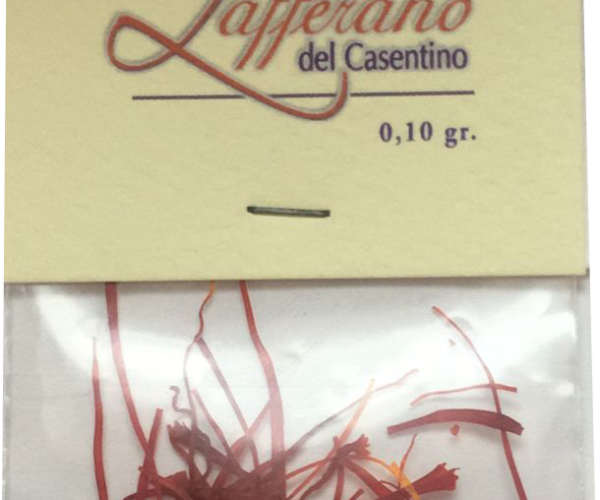 Zafferano
del Casentino
0,10 gr.